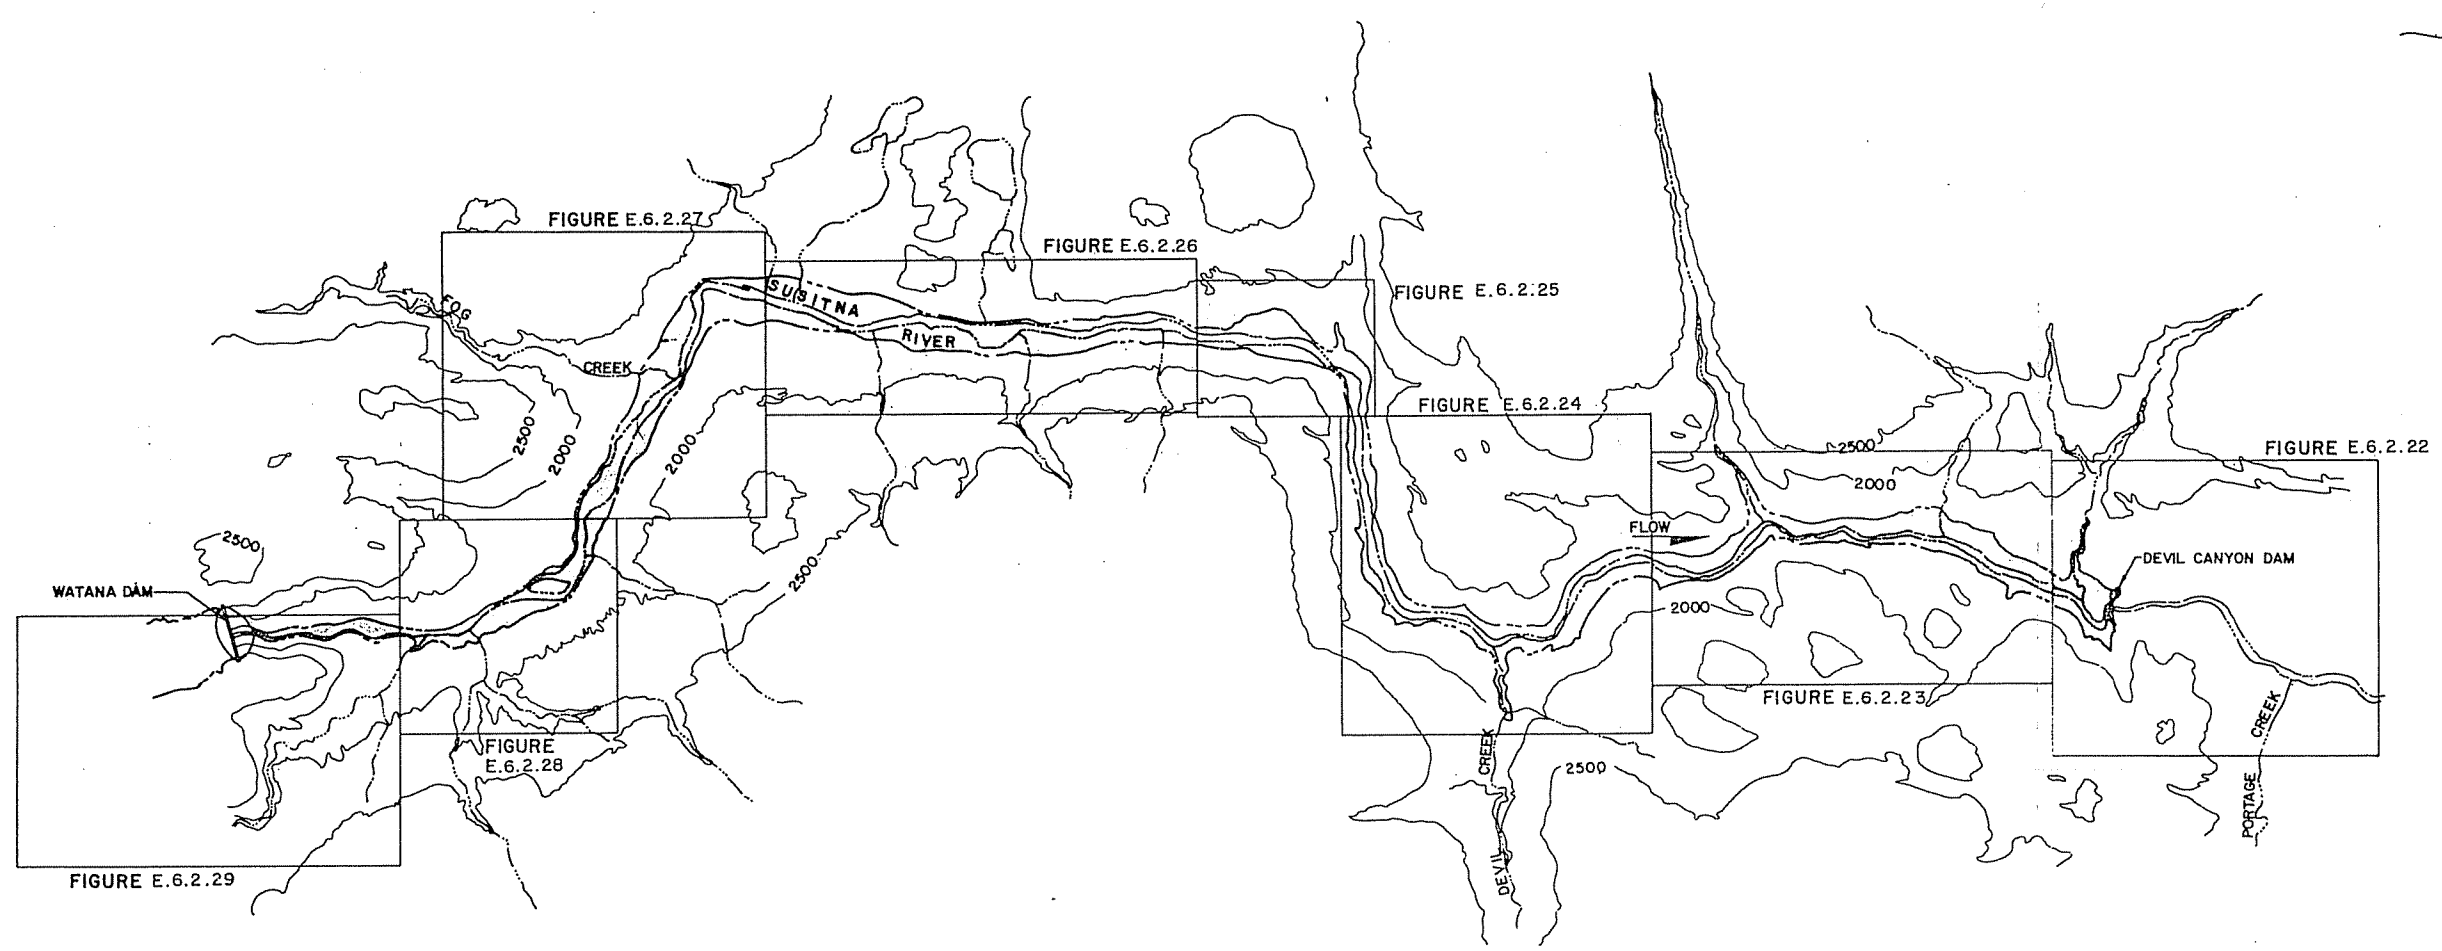 FIGURE E.6.2.27
FIGURE E.6.2.26
FIGURE E.6.2.25
FOG
CREEK
SUSITNA
RIVER
FIGURE E.6.2.24
2500
2000
2000
2500
2000
FIGURE E.6.2.22
2500
WATANA DAM
2500
FLOW
DEVIL CANYON DAM
2000
FIGURE E.6.2.23
FIGURE
E.6.2.28
CREEK
DEVIL
2500
CREEK
PORTAGE
FIGURE E.6.2.29